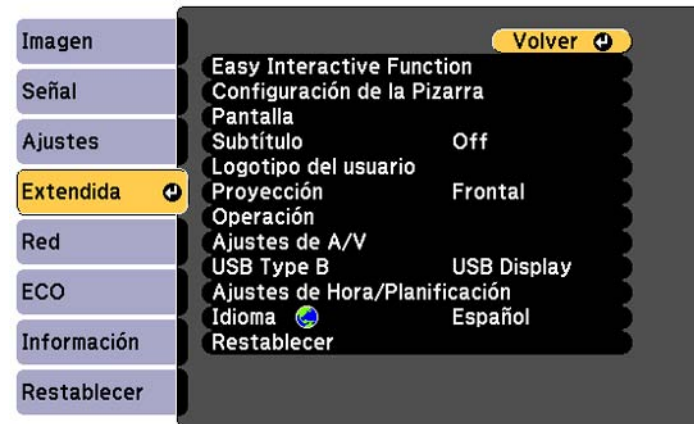 Imagen
Señal
Ajustes
Extendida
Red
ECO
Información
Restablecer
Volver
Easy Interactive Function
Configuración de la Pizarra
Pantalla
Subtítulo Off
Logotipo del usuario
Proyección Frontal
Operación
Ajustes de A/V
USB Type B USB Display
Ajustes de Hora/Planificación
Idioma Español
Restablecer